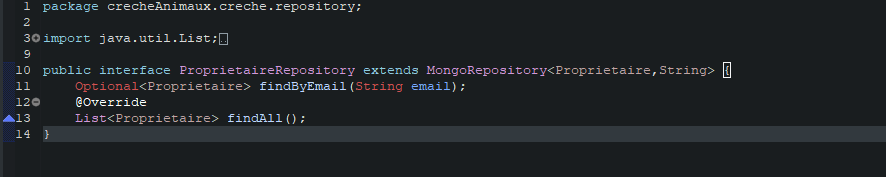 1 package crecheAnimaux.creche.repository;
2
3 import java.util.List;
9
10 public interface ProprietaireRepository extends MongoRepository<Proprietaire,String> {
11 Optional<Proprietaire> findByEmail(String email);
12 @Override
13 List<Proprietaire> findAll();
14 }